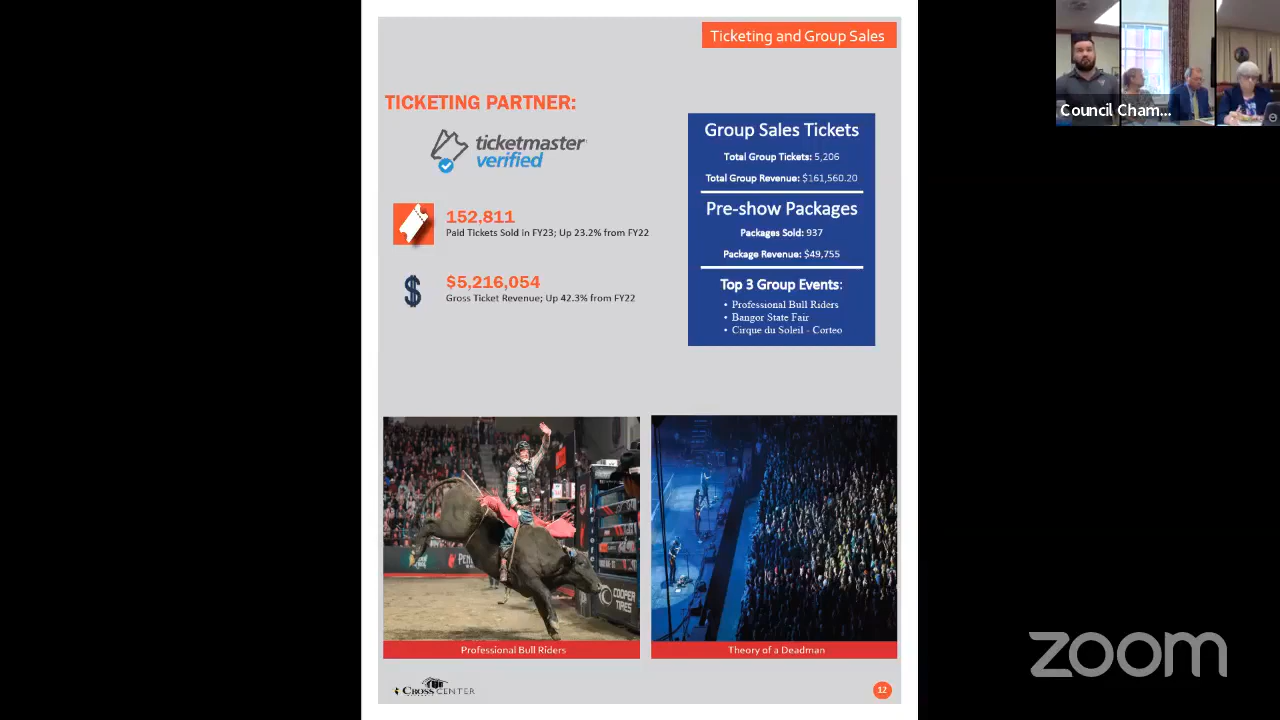 Ticketing and Group Sales
TICKETING PARTNER:
ticketmaster
verified
152,811
Paid Tickets Sold in FY23; Up 23.2% from FY22
$5,216,054
Gross Ticket Revenue; Up 42.3% from FY22
Group Sales Tickets
Total Group Tickets: 5,206
Total Group Revenue: $161,560.20
Pre-show Packages
Packages Sold: 937
Package Revenue: $49,755
Top 3 Group Events:
• Professional Bull Riders
• Bangor State Fair
• Cirque du Soleil - Corteo
COOPER
TIRES
Professional Bull Riders
Theory of a Deadman
CROSS CENTER
12
Council Cham...
zoom